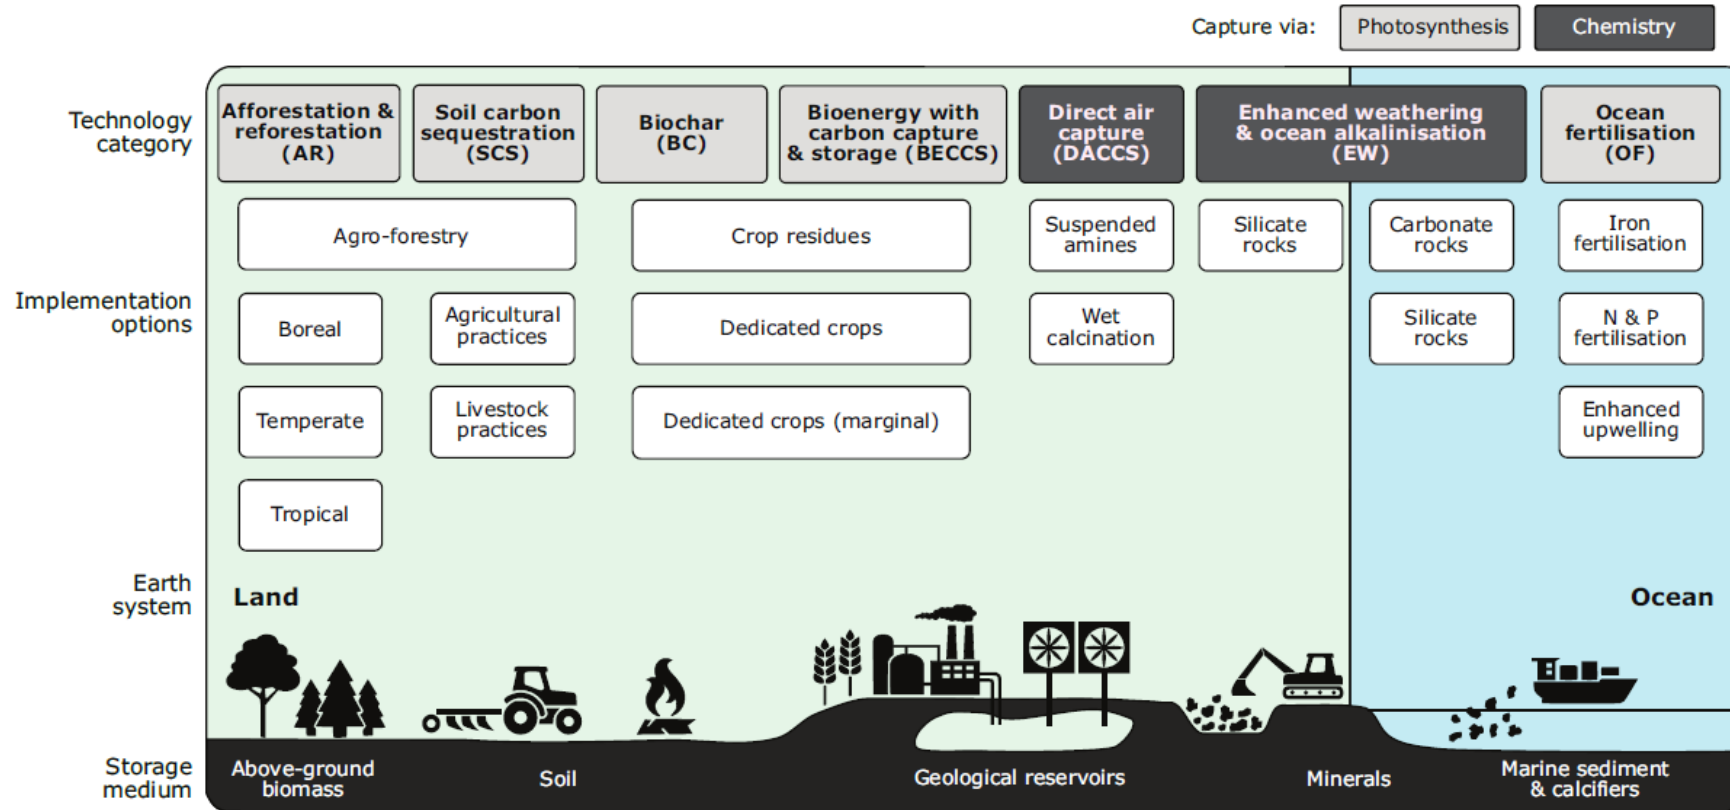 Capture via:
Photosynthesis
Chemistry
Technology
category
Afforestation &
reforestation
(AR)
Soil carbon
sequestration
(SCS)
Biochar
(BC)
Bioenergy with
carbon capture
& storage (BECCS)
Direct air
capture
(DACCS)
Enhanced weathering
& ocean alkalinisation
(EW)
Ocean
fertilisation
(OF)
Implementation
options
Agro-forestry
Crop residues
Suspended
amines
Silicate
rocks
Carbonate
rocks
Iron
fertilisation
Boreal
Agricultural
practices
Dedicated crops
Wet
calcination
Silicate
rocks
N & P
fertilisation
Temperate
Livestock
practices
Dedicated crops (marginal)
Enhanced
upwelling
Tropical
Earth
system
Land
Ocean
Storage
medium
Above-ground
biomass
Soil
Geological reservoirs
Minerals
Marine sediment
& calcifiers